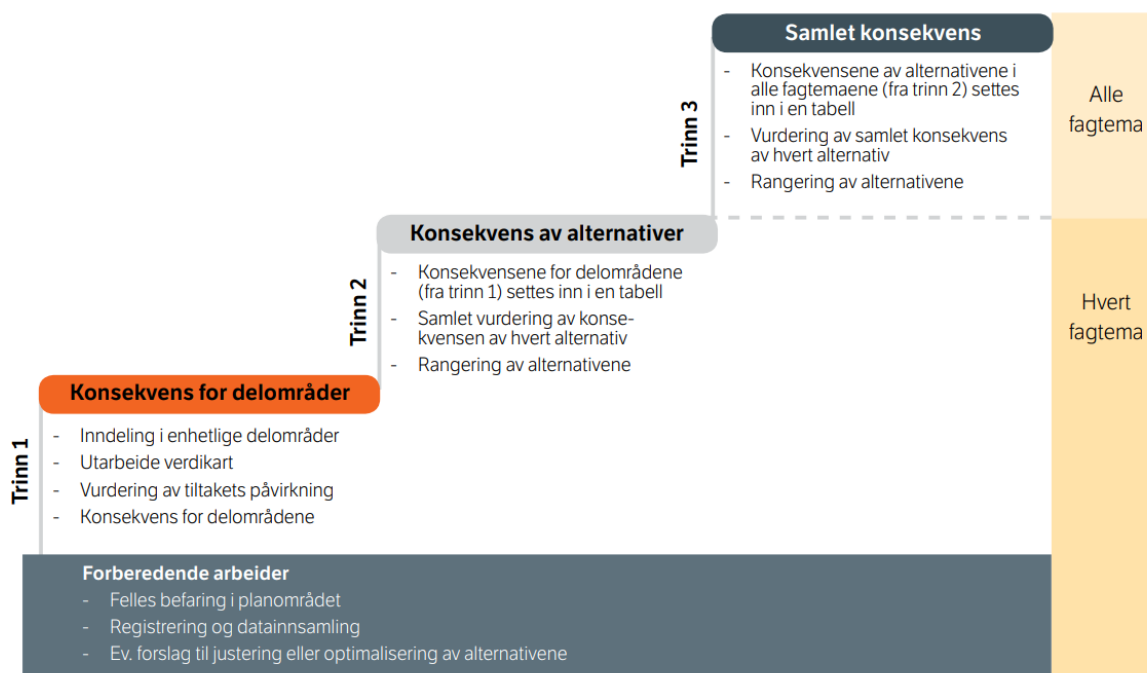 Samlet konsekvens
- Konsekvensene av alternativene i
alle fagtemaene (fra trinn 2) settes
inn i en tabell
- Vurdering av samlet konsekvens
av hvert alternativ
- Rangering av alternativene
Trinn 3
Alle
fagtema
Konsekvens av alternativer
- Konsekvensene for delområdene
(fra trinn 1) settes inn i en tabell
- Samlet vurdering av konse-
kvensen av hvert alternativ
- Rangering av alternativene
Trinn 2
Hvert
fagtema
Konsekvens for delområder
- Inndeling i enhetlige delområder
- Utarbeide verdikart
- Vurdering av tiltakets påvirkning
- Konsekvens for delområdene
Trinn 1
Forberedende arbeider
- Felles befaring i planområdet
- Registrering og datainnsamling
- Ev. forslag til justering eller optimalisering av alternativene